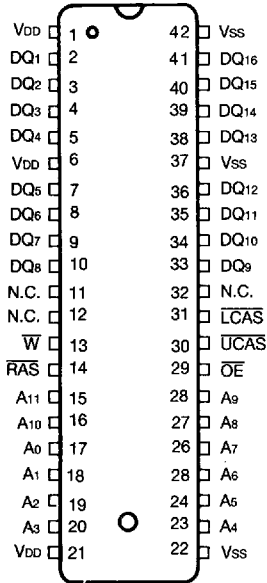 VDD 1 42 VSS
DQ1 2 41 DQ16
DQ2 3 40 DQ15
DQ3 4 39 DQ14
DQ4 5 38 DQ13
VDD 6 37 VSS
DQ5 7 36 DQ12
DQ6 8 35 DQ11
DQ7 9 34 DQ10
DQ8 10 33 DQ9
N.C. 11 32 N.C.
N.C. 12 31 LCAS
W 13 30 UCAS
RAS 14 29 OE
A11 15 28 A9
A10 16 27 A8
A0 17 26 A7
A1 18 28 A6
A2 19 24 A5
A3 20 23 A4
VDD 21 22 VSS